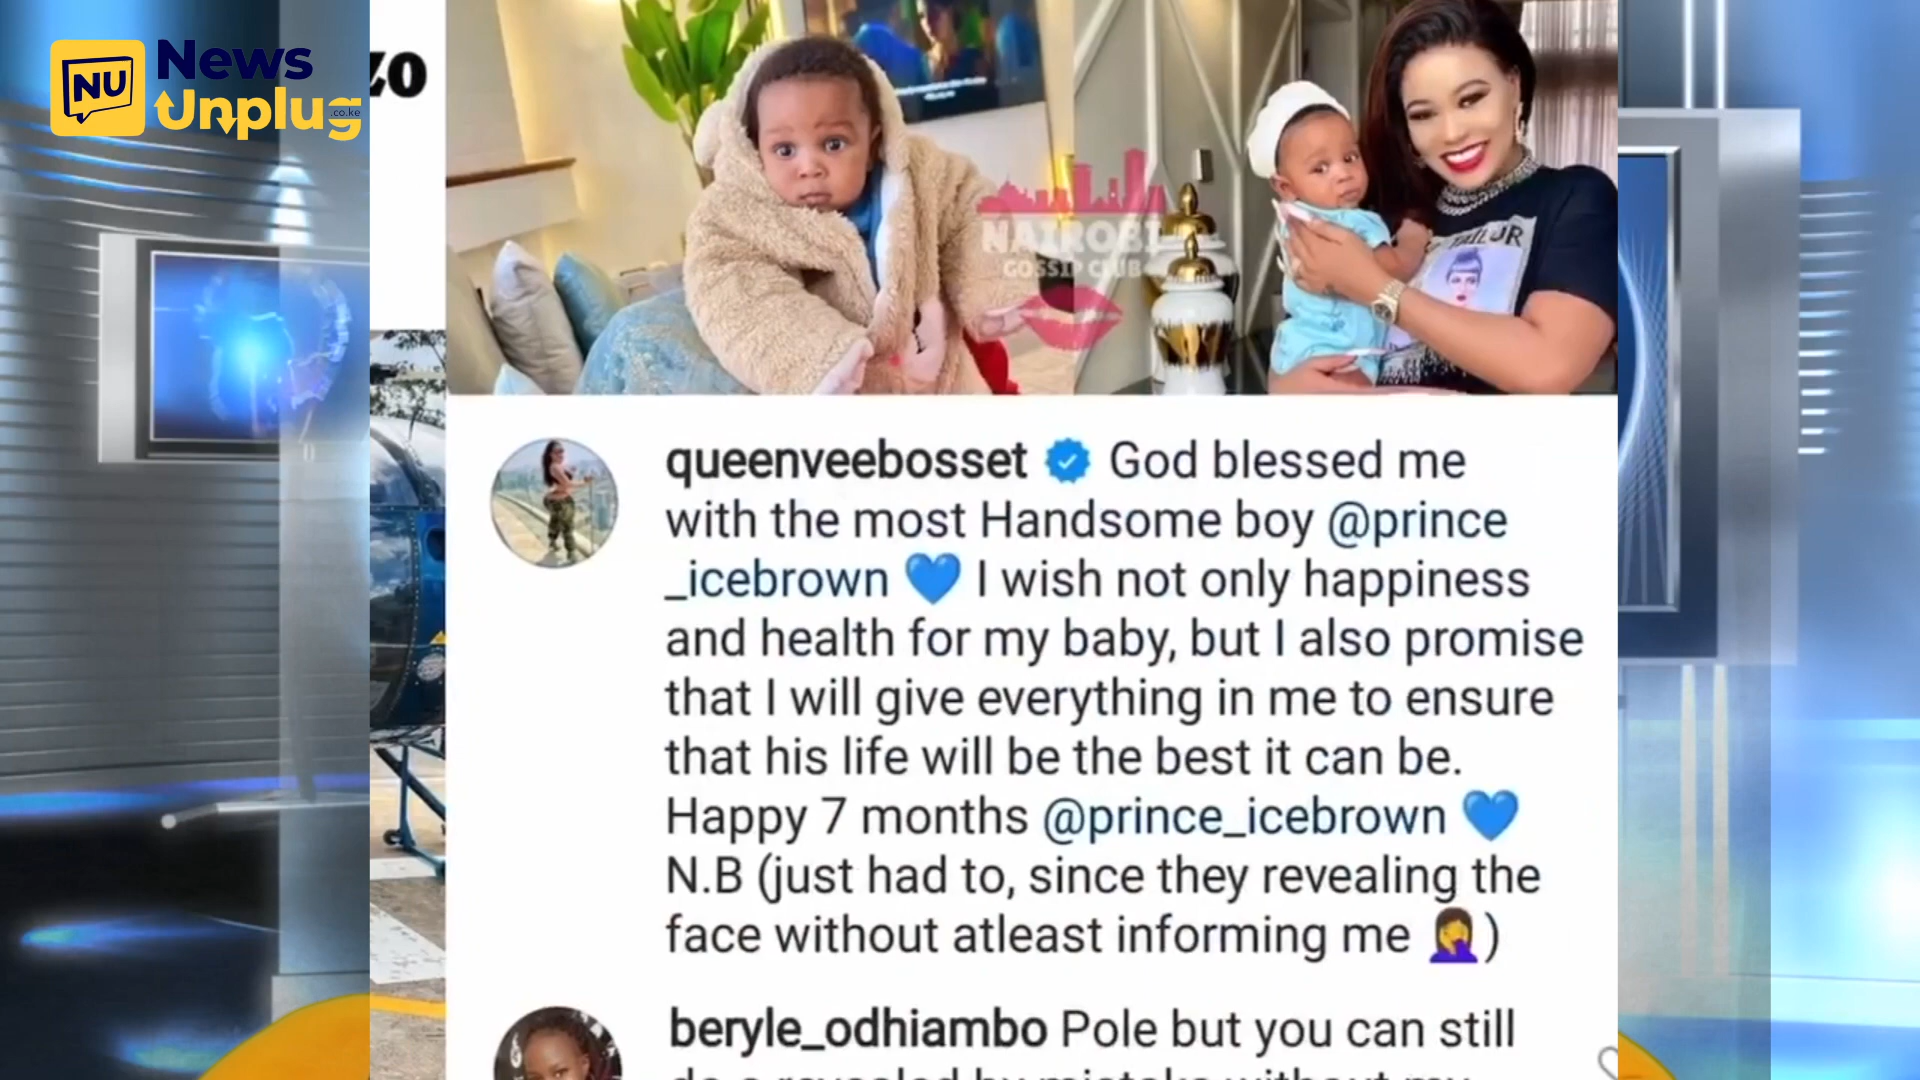 NU
News
Unplug
.co.ke
zo
NAIROBI
GOSSIP CLUB
queenveebosset God blessed me
with the most Handsome boy @prince
_icebrown 💙 I wish not only happiness
and health for my baby, but I also promise
that I will give everything in me to ensure
that his life will be the best it can be.
Happy 7 months @prince_icebrown 💙
N.B (just had to, since they revealing the
face without atleast informing me 🤦‍♀️)
beryle_odhiambo Pole but you can still